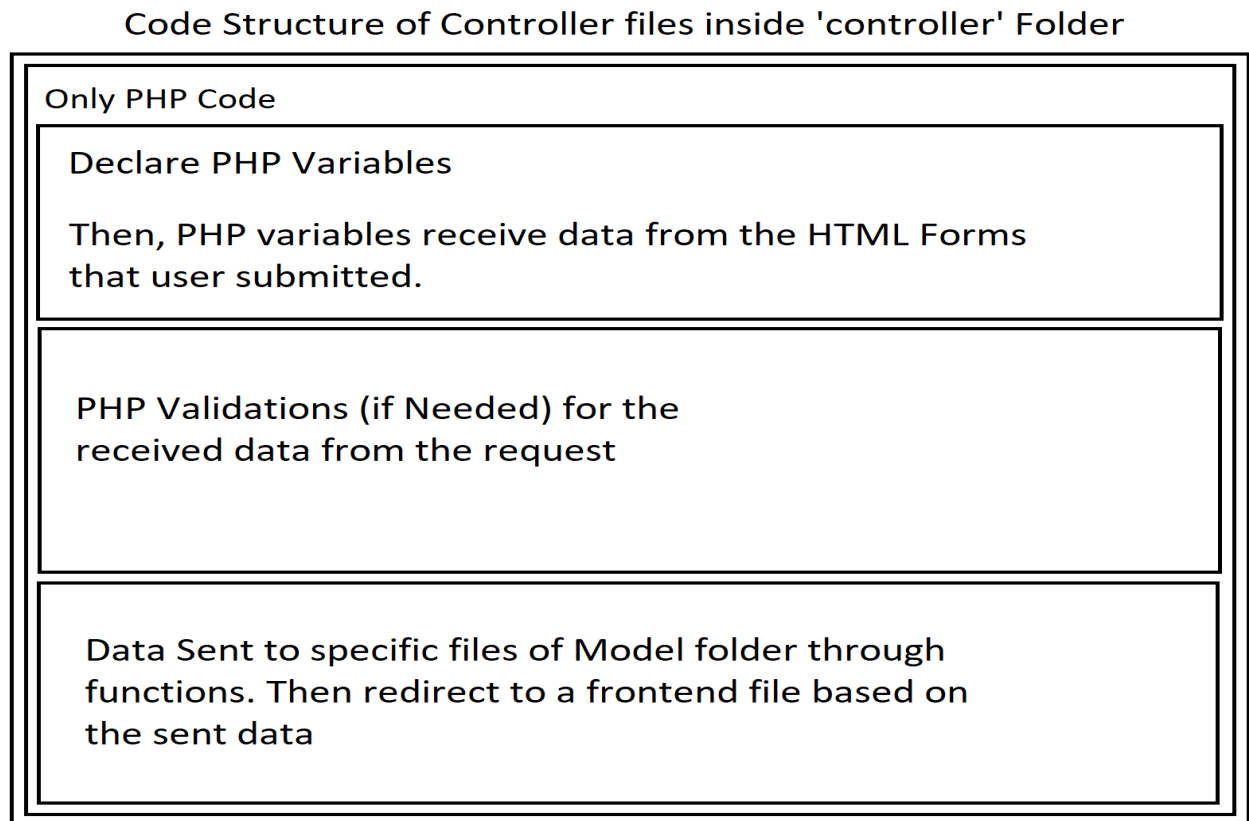 Code Structure of Controller files inside 'controller' Folder
Only PHP Code
Declare PHP Variables
Then, PHP variables receive data from the HTML Forms
that user submitted.
PHP Validations (if Needed) for the
received data from the request
Data Sent to specific files of Model folder through
functions. Then redirect to a frontend file based on
the sent data